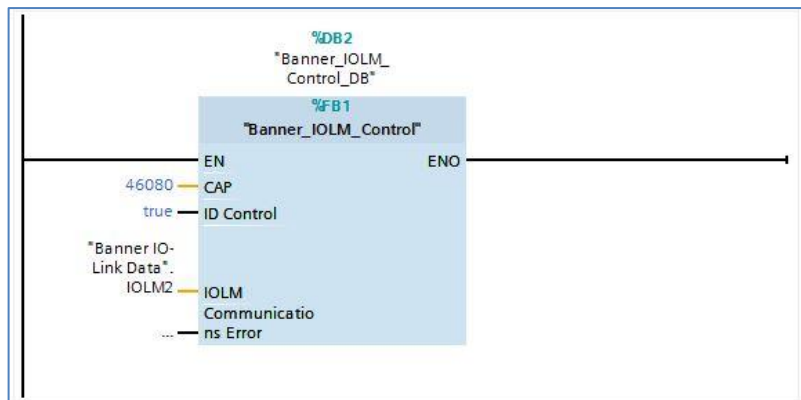 %DB2
"Banner_IOLM_
Control_DB"
%FB1
"Banner_IOLM_Control"
EN
ENO
46080
CAP
true
ID Control
"Banner IO-
Link Data".
IOLM2
IOLM
Communicatio
...
ns Error